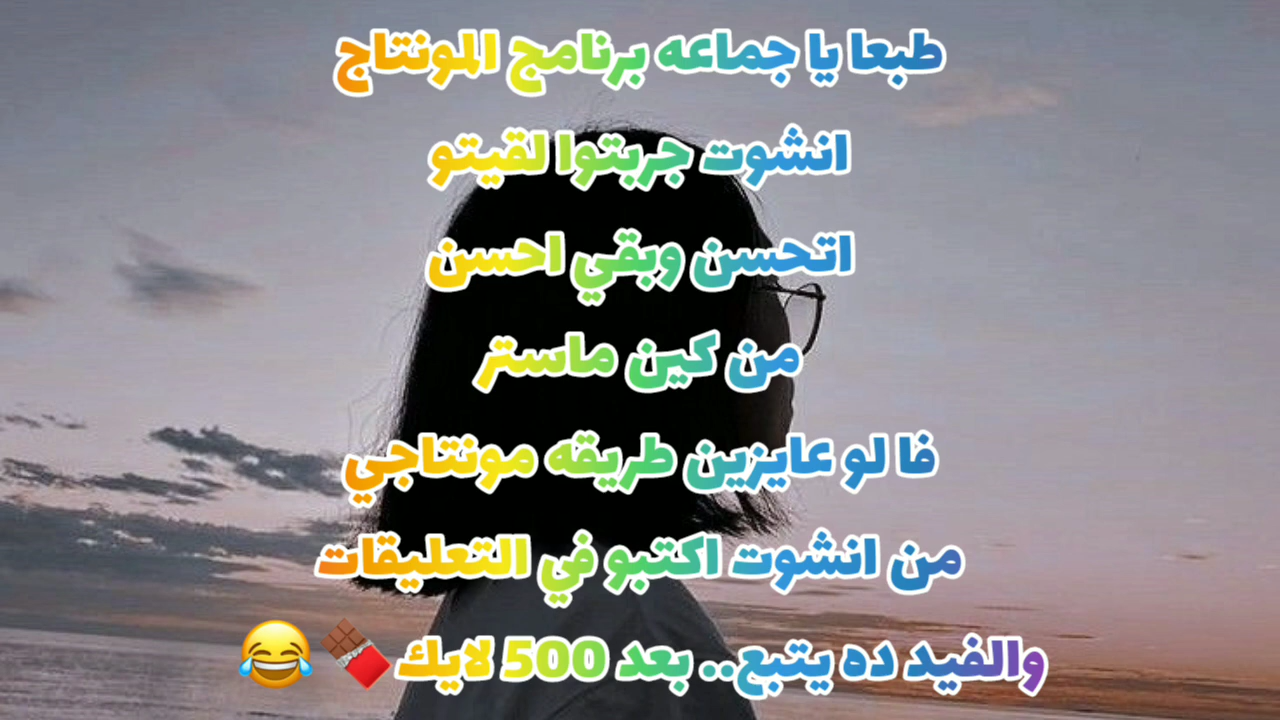 طبعا يا جماعه برنامج المونتاج
انشوت جربتوا لقيتو
اتحسن وبقي احسن
من كين ماستر
فا لو عايزين طريقه مونتاجي
من انشوت اكتبو في التعليقات
والفيد ده يتبع.. بعد 500 لايك🍫😂